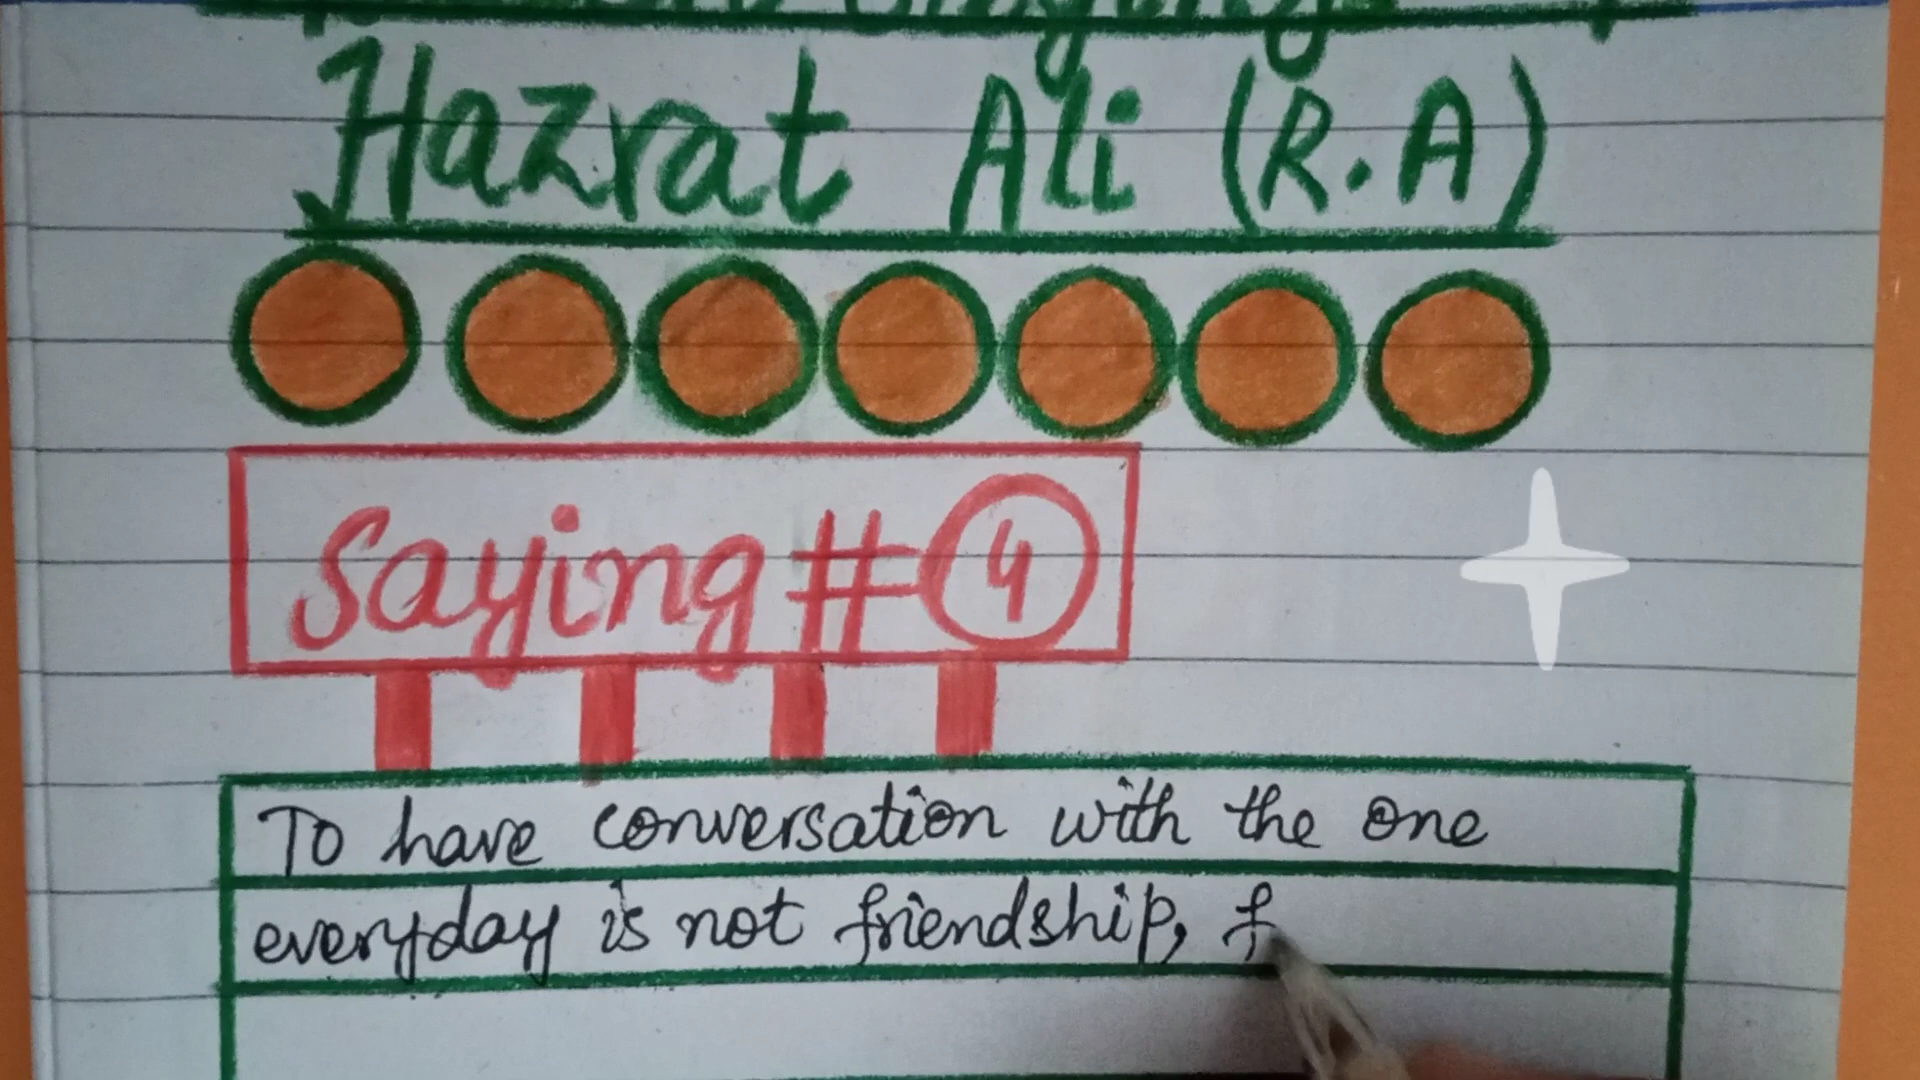 Hazrat Ali (R.A)
Saying # 4
To have conversation with the one
everyday is not friendship, f